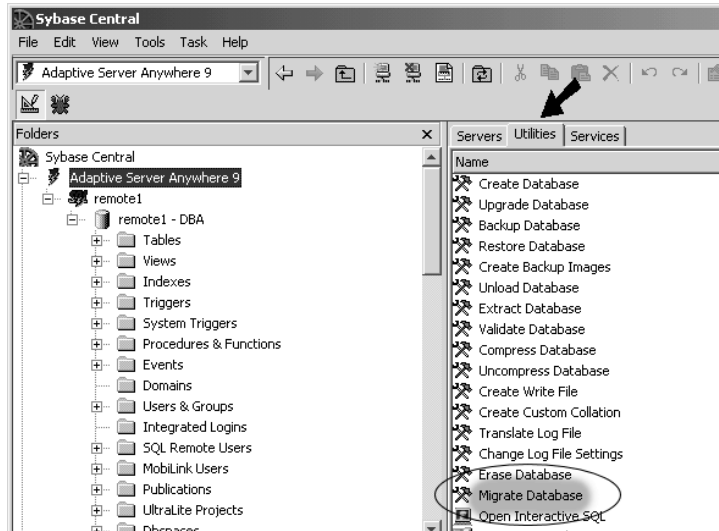 Sybase Central
File Edit View Tools Task Help
Adaptive Server Anywhere 9
Folders
Sybase Central
Adaptive Server Anywhere 9
remote1
remote1 - DBA
Tables
Views
Indexes
Triggers
System Triggers
Procedures & Functions
Events
Domains
Users & Groups
Integrated Logins
SQL Remote Users
MobiLink Users
Publications
UltraLite Projects
Dbspaces
Servers Utilities Services
Name
Create Database
Upgrade Database
Backup Database
Restore Database
Create Backup Images
Unload Database
Extract Database
Validate Database
Compress Database
Uncompress Database
Create Write File
Create Custom Collation
Translate Log File
Change Log File Settings
Erase Database
Migrate Database
Open Interactive SQL